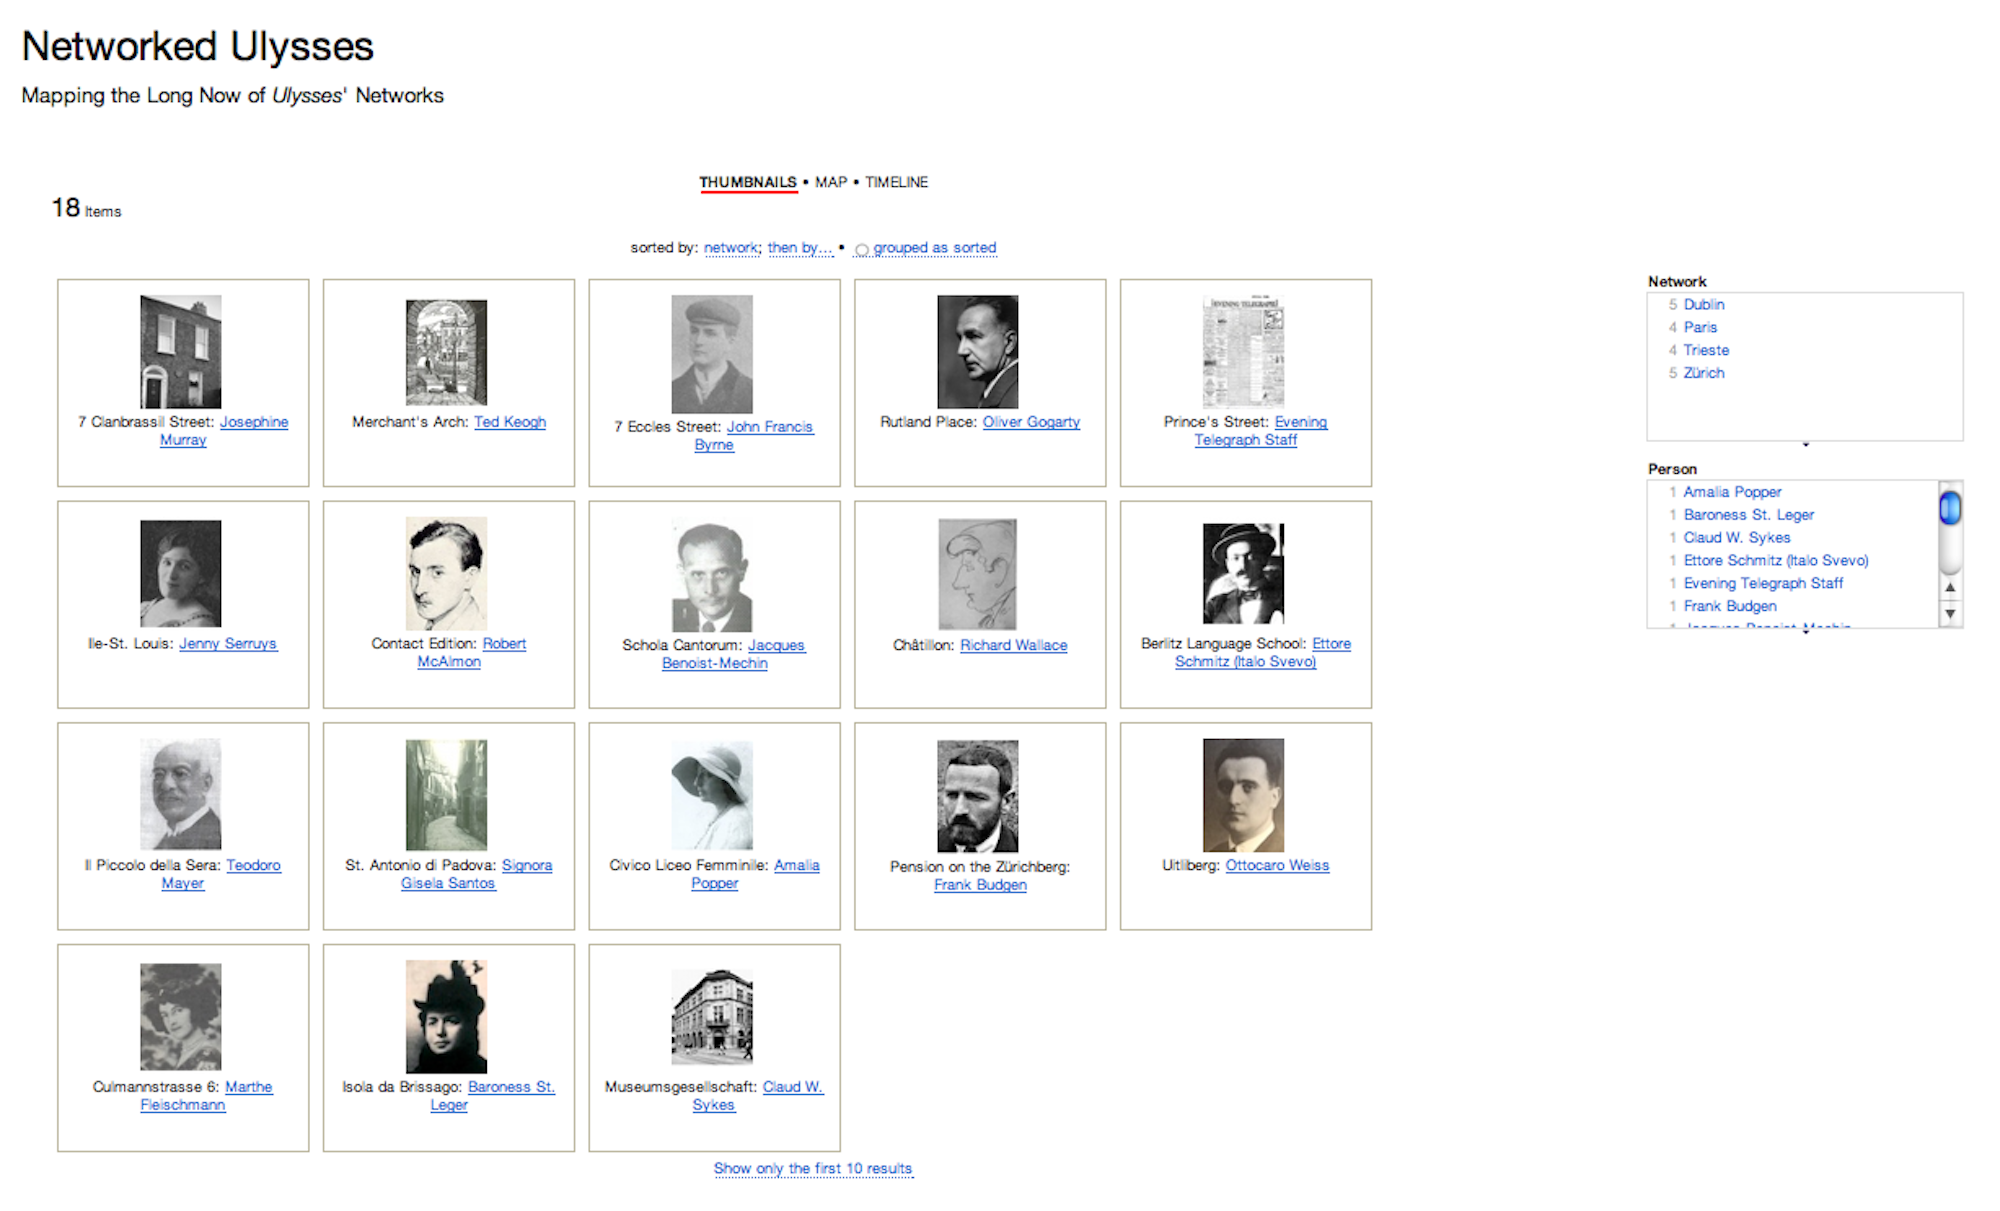 Networked Ulysses
Mapping the Long Now of Ulysses' Networks
THUMBNAILS • MAP • TIMELINE
18 Items
sorted by: network; then by... • grouped as sorted
7 Clanbrassil Street: Josephine
Murray
Merchant's Arch: Ted Keogh
7 Eccles Street: John Francis
Byrne
Rutland Place: Oliver Gogarty
EVENING TELEGRAPH
Prince's Street: Evening
Telegraph Staff
Ile-St. Louis: Jenny Serruys
Contact Edition: Robert
McAlmon
Schola Cantorum: Jacques
Benoist-Mechin
Châtillon: Richard Wallace
Berlitz Language School: Ettore
Schmitz (Italo Svevo)
Il Piccolo della Sera: Teodoro
Mayer
St. Antonio di Padova: Signora
Gisela Santos
Civico Liceo Femminile: Amalia
Popper
Pension on the Zürichberg:
Frank Budgen
Uitliberg: Ottocaro Weiss
Culmannstrasse 6: Marthe
Fleischmann
Isola da Brissago: Baroness St.
Leger
Museumsgesellschaft: Claud W.
Sykes
Show only the first 10 results
Network
5 Dublin
4 Paris
4 Trieste
5 Zürich
Person
1 Amalia Popper
1 Baroness St. Leger
1 Claud W. Sykes
1 Ettore Schmitz (Italo Svevo)
1 Evening Telegraph Staff
1 Frank Budgen
1 Jacques Benoist-Mechin